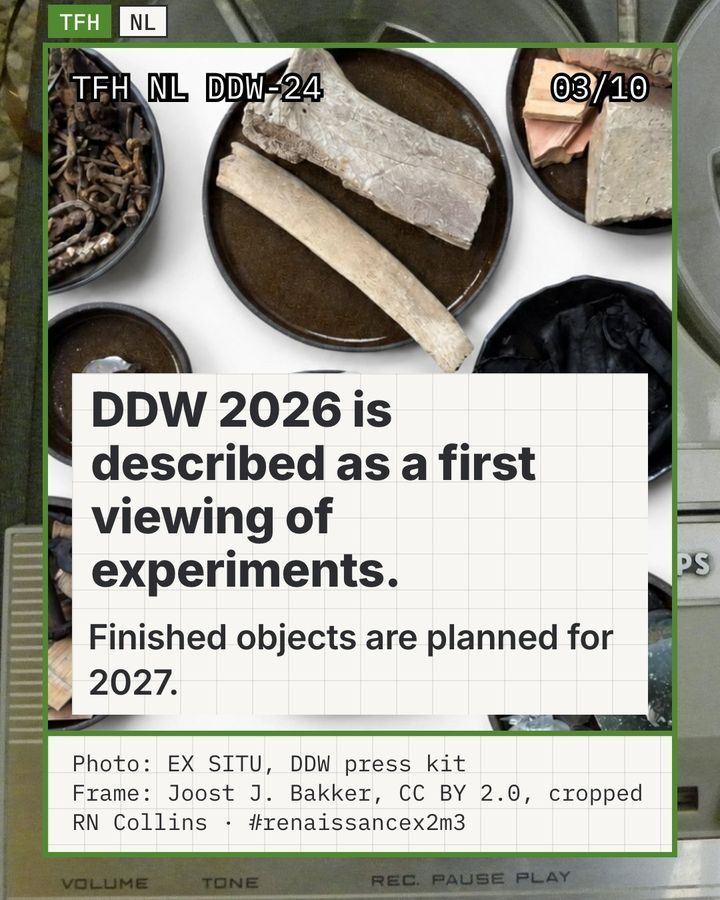 TFH NL
TFH NL DDW-24 03/10
DDW 2026 is
described as a first
viewing of
experiments.
Finished objects are planned for
2027.
PS
Photo: EX SITU, DDW press kit
Frame: Joost J. Bakker, CC BY 2.0, cropped
RN Collins · #renaissancex2m3
VOLUME TONE REC. PAUSE PLAY